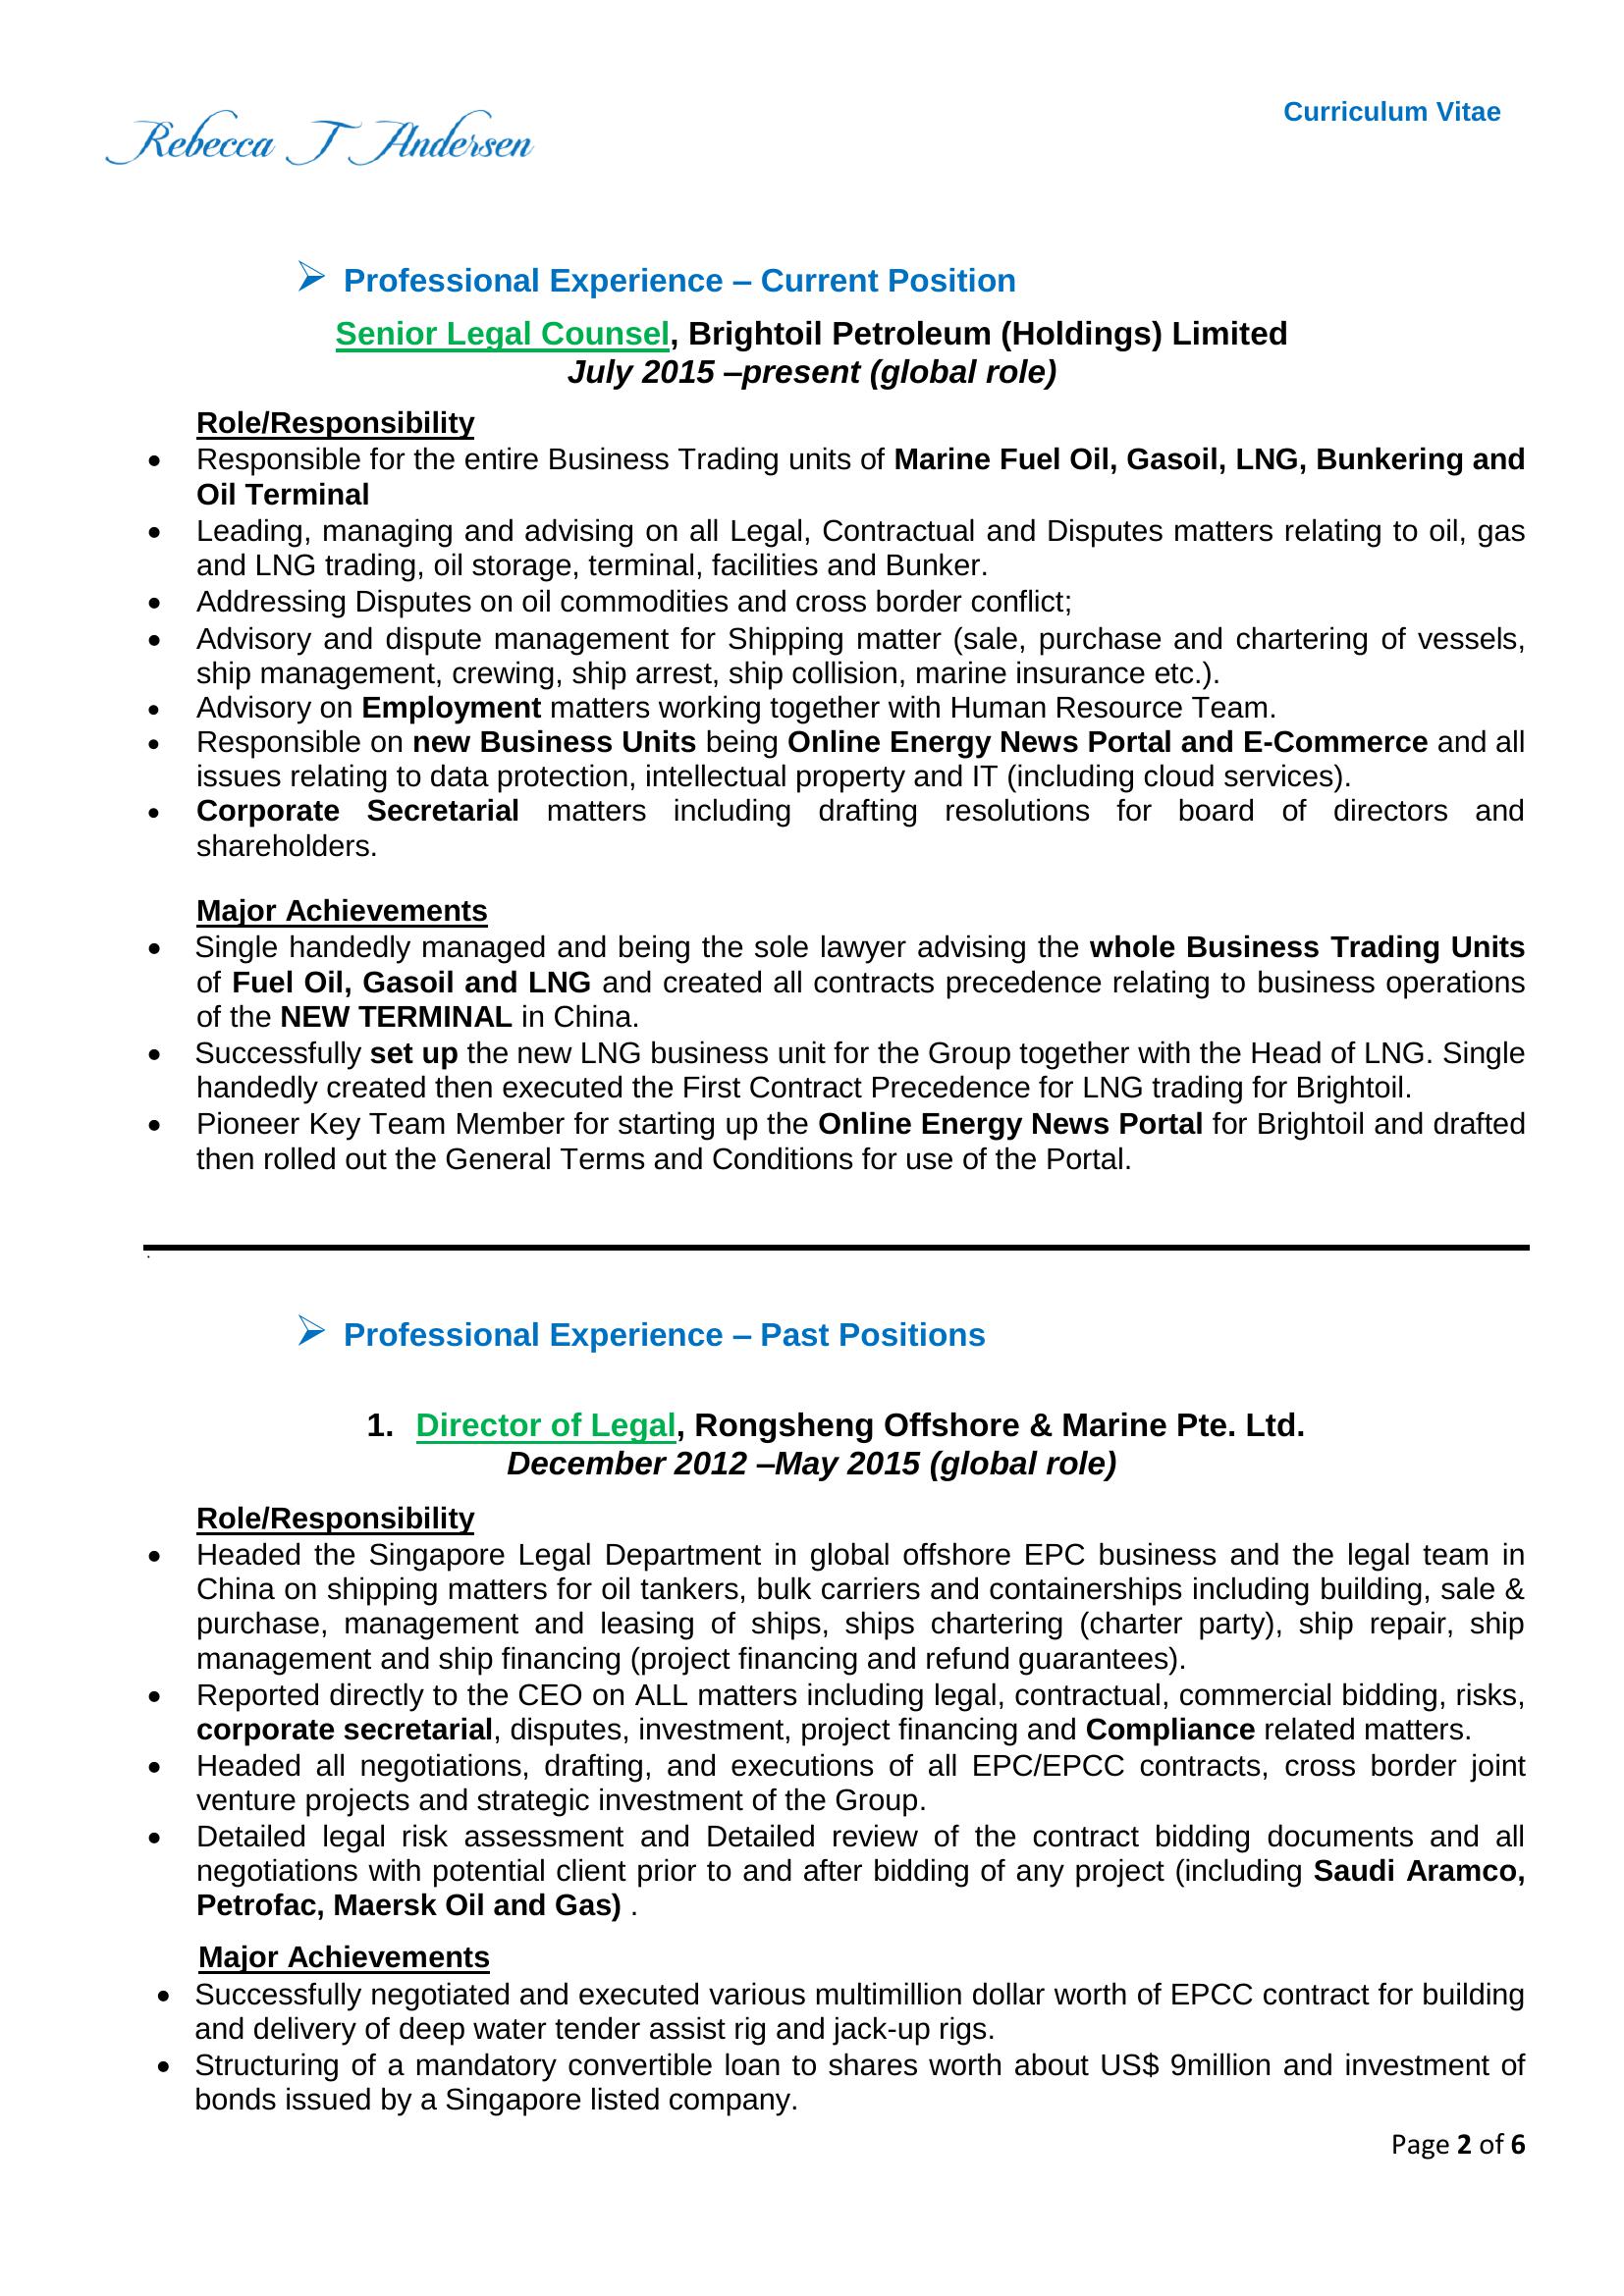 Rebecca T Andersen
Curriculum Vitae
Professional Experience – Current Position
Senior Legal Counsel, Brightoil Petroleum (Holdings) Limited
July 2015 –present (global role)
Role/Responsibility
• Responsible for the entire Business Trading units of Marine Fuel Oil, Gasoil, LNG, Bunkering and
Oil Terminal
• Leading, managing and advising on all Legal, Contractual and Disputes matters relating to oil, gas
and LNG trading, oil storage, terminal, facilities and Bunker.
• Addressing Disputes on oil commodities and cross border conflict;
• Advisory and dispute management for Shipping matter (sale, purchase and chartering of vessels,
ship management, crewing, ship arrest, ship collision, marine insurance etc.).
• Advisory on Employment matters working together with Human Resource Team.
• Responsible on new Business Units being Online Energy News Portal and E-Commerce and all
issues relating to data protection, intellectual property and IT (including cloud services).
• Corporate Secretarial matters including drafting resolutions for board of directors and
shareholders.
Major Achievements
• Single handedly managed and being the sole lawyer advising the whole Business Trading Units
of Fuel Oil, Gasoil and LNG and created all contracts precedence relating to business operations
of the NEW TERMINAL in China.
• Successfully set up the new LNG business unit for the Group together with the Head of LNG. Single
handedly created then executed the First Contract Precedence for LNG trading for Brightoil.
• Pioneer Key Team Member for starting up the Online Energy News Portal for Brightoil and drafted
then rolled out the General Terms and Conditions for use of the Portal.
Professional Experience – Past Positions
1. Director of Legal, Rongsheng Offshore & Marine Pte. Ltd.
December 2012 –May 2015 (global role)
Role/Responsibility
• Headed the Singapore Legal Department in global offshore EPC business and the legal team in
China on shipping matters for oil tankers, bulk carriers and containerships including building, sale &
purchase, management and leasing of ships, ships chartering (charter party), ship repair, ship
management and ship financing (project financing and refund guarantees).
• Reported directly to the CEO on ALL matters including legal, contractual, commercial bidding, risks,
corporate secretarial, disputes, investment, project financing and Compliance related matters.
• Headed all negotiations, drafting, and executions of all EPC/EPCC contracts, cross border joint
venture projects and strategic investment of the Group.
• Detailed legal risk assessment and Detailed review of the contract bidding documents and all
negotiations with potential client prior to and after bidding of any project (including Saudi Aramco,
Petrofac, Maersk Oil and Gas) .
Major Achievements
• Successfully negotiated and executed various multimillion dollar worth of EPCC contract for building
and delivery of deep water tender assist rig and jack-up rigs.
• Structuring of a mandatory convertible loan to shares worth about US$ 9million and investment of
bonds issued by a Singapore listed company.
Page 2 of 6